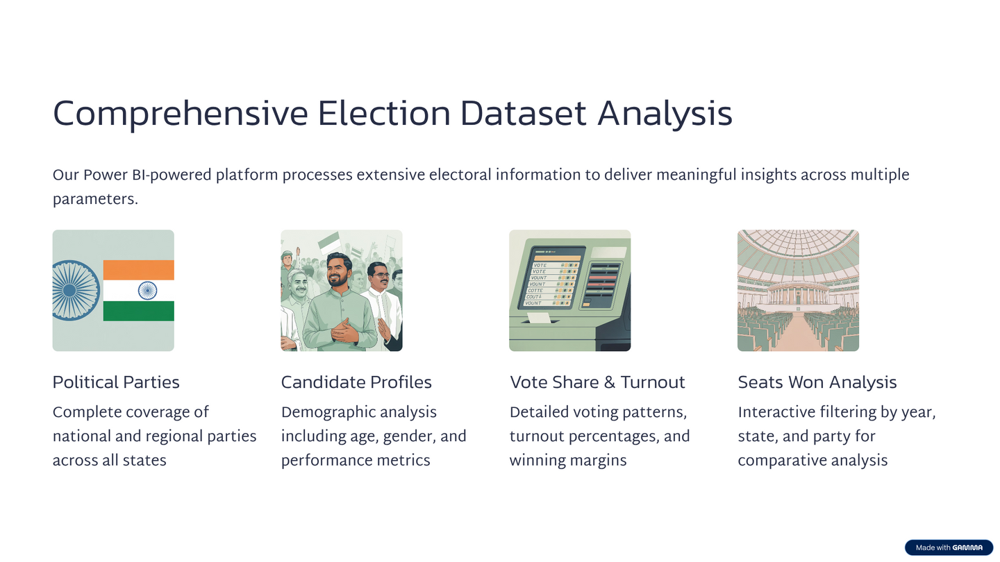 Comprehensive Election Dataset Analysis
Our Power BI-powered platform processes extensive electoral information to deliver meaningful insights across multiple
parameters.
VOTE
VOTE
VOUNT
VOUNT
COTTE
COUT
VOUNT
Political Parties
Complete coverage of
national and regional parties
across all states
Candidate Profiles
Demographic analysis
including age, gender, and
performance metrics
Vote Share & Turnout
Detailed voting patterns,
turnout percentages, and
winning margins
Seats Won Analysis
Interactive filtering by year,
state, and party for
comparative analysis
Made with GAMMA